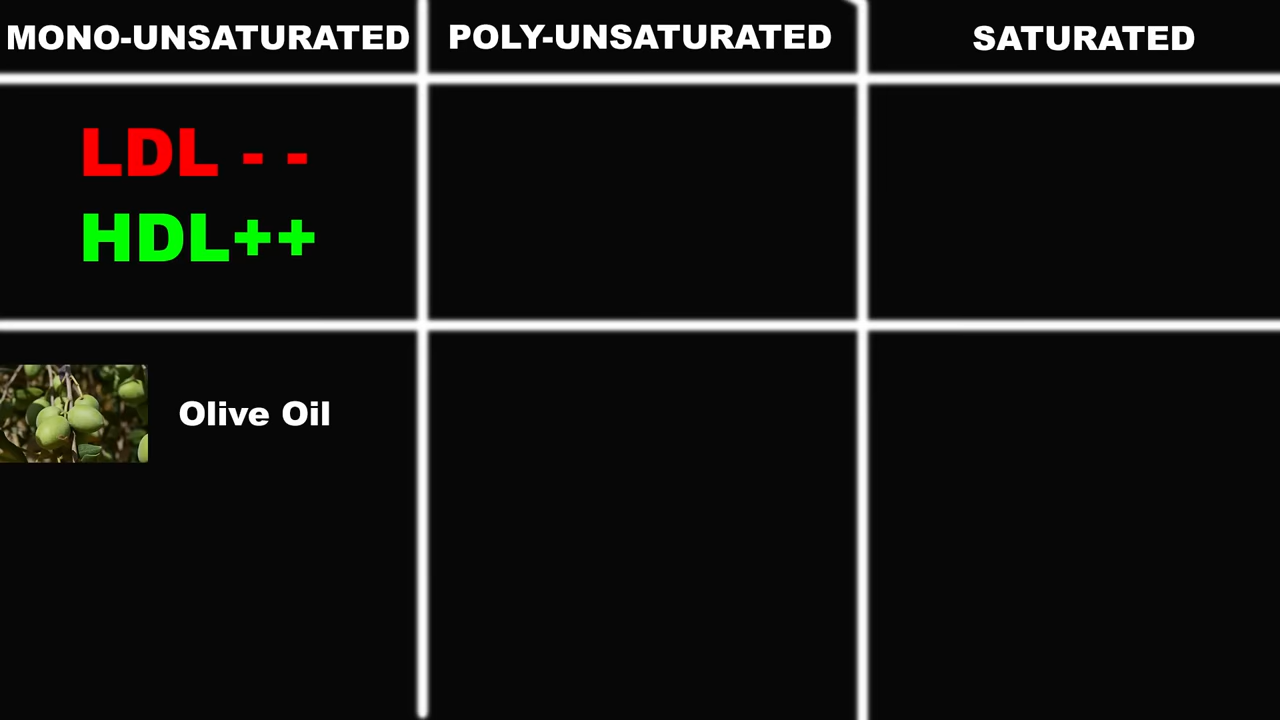 MONO-UNSATURATED
POLY-UNSATURATED
SATURATED
LDL - -
HDL++
Olive Oil